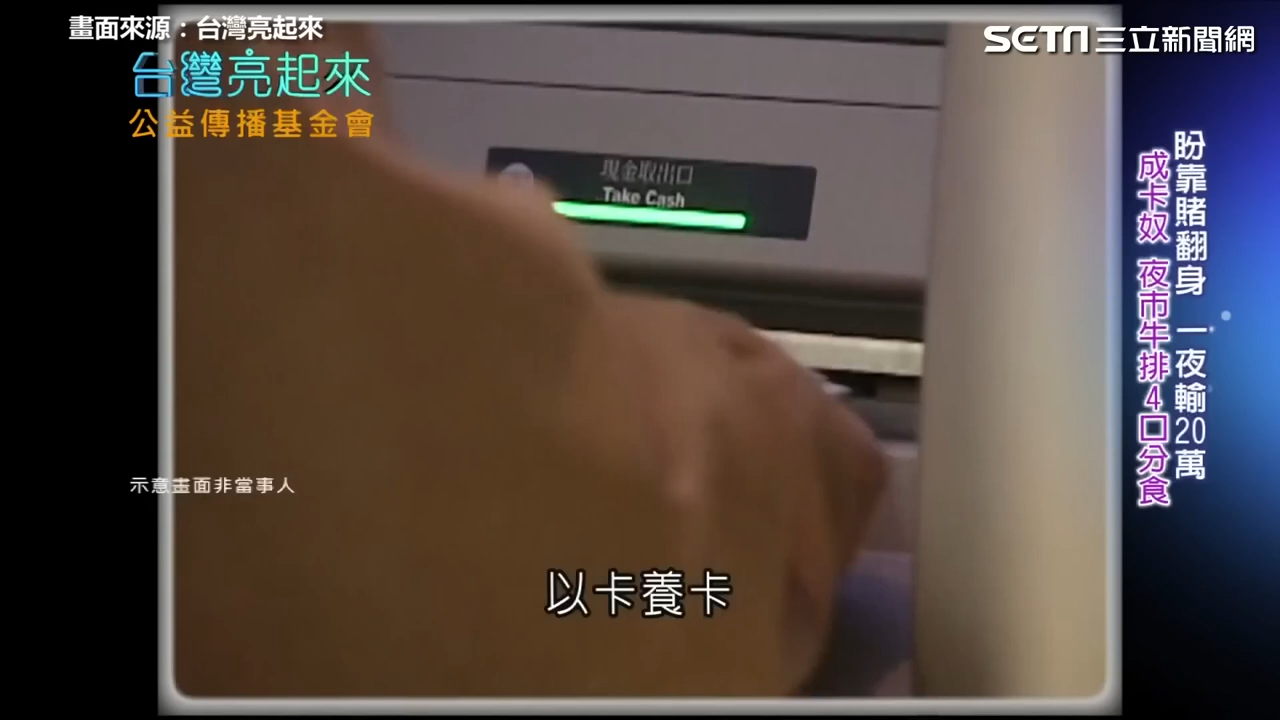 畫面來源：台灣亮起來
SETN三立新聞網
台灣亮起來
公益傳播基金會
現金取出口
Take Cash
盼靠賭翻身 一夜輸20萬
成卡奴 夜市牛排4口分食
示意畫面非當事人
以卡養卡